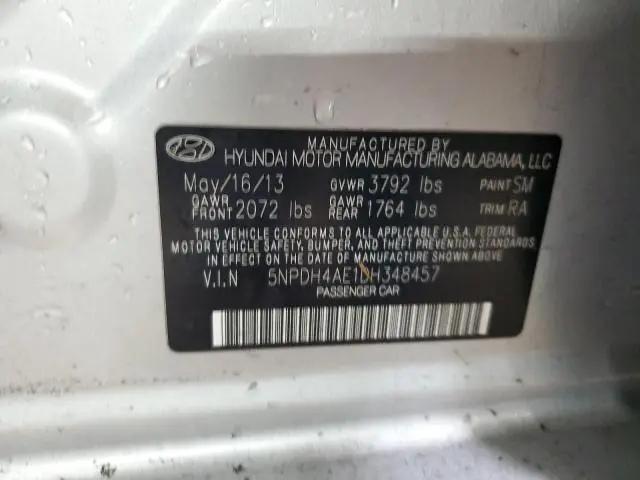 MANUFACTURED BY
HYUNDAI MOTOR MANUFACTURING ALABAMA, LLC
May/16/13 GVWR 3792 lbs PAINT SM
GAWR FRONT 2072 lbs GAWR REAR 1764 lbs TRIM RA
THIS VEHICLE CONFORMS TO ALL APPLICABLE U.S.A. FEDERAL
MOTOR VEHICLE SAFETY, BUMPER, AND THEFT PREVENTION STANDARDS
IN EFFECT ON THE DATE OF MANUFACTURE SHOWN ABOVE
V.I.N 5NPDH4AE1DH348457
PASSENGER CAR